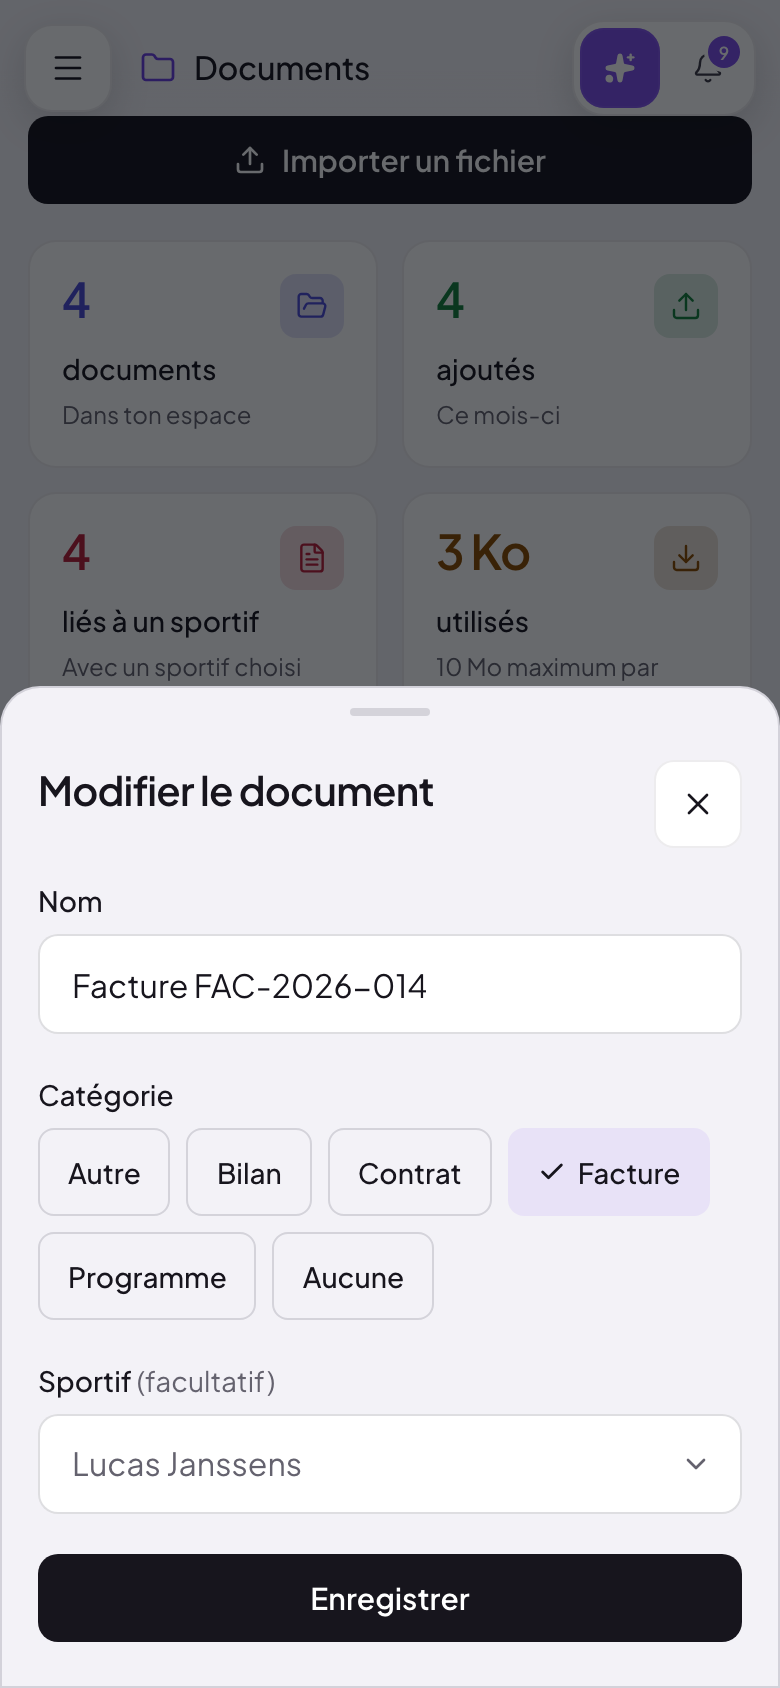 Documents
9
Importer un fichier
4
4
documents
ajoutés
Dans ton espace
Ce mois-ci
4
3 Ko
liés à un sportif
utilisés
Avec un sportif choisi
10 Mo maximum par
Modifier le document
Nom
Facture FAC-2026-014
Catégorie
Autre
Bilan
Contrat
Facture
Programme
Aucune
Sportif (facultatif)
Lucas Janssens
Enregistrer